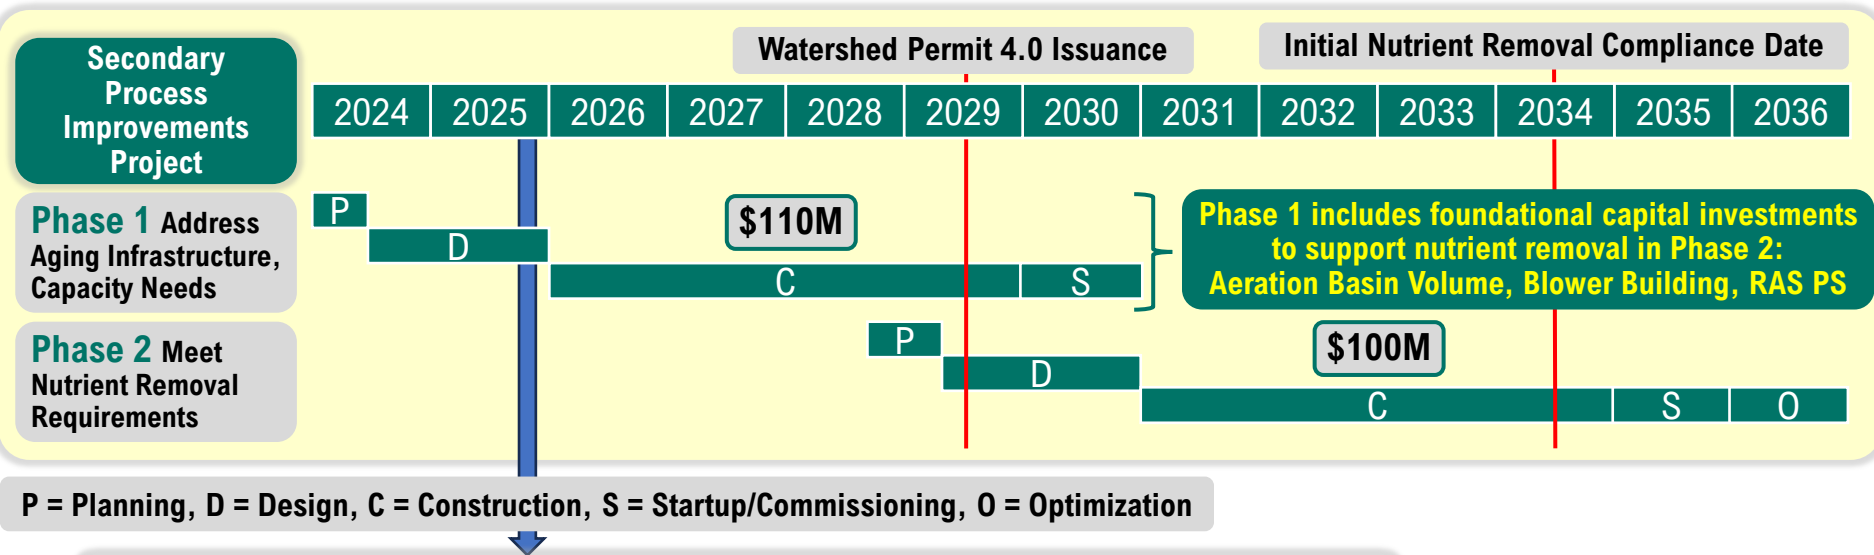 Watershed Permit 4.0 Issuance
Initial Nutrient Removal Compliance Date
Secondary
Process
Improvements
Project
2024 2025 2026 2027 2028 2029 2030 2031 2032 2033 2034 2035 2036
Phase 1 Address
Aging Infrastructure,
Capacity Needs
P
D
C
S
$110M
Phase 1 includes foundational capital investments
to support nutrient removal in Phase 2:
Aeration Basin Volume, Blower Building, RAS PS
Phase 2 Meet
Nutrient Removal
Requirements
P
D
C
S
O
$100M
P = Planning, D = Design, C = Construction, S = Startup/Commissioning, O = Optimization